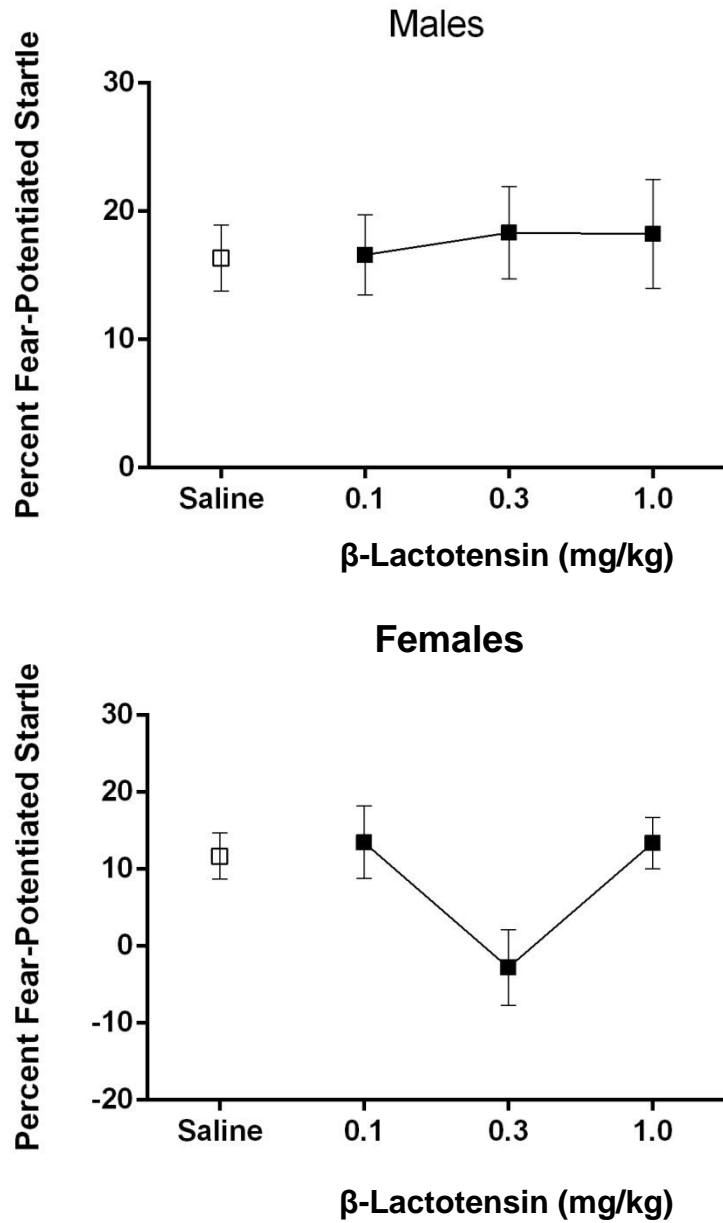 Males
Percent Fear-Potentiated Startle
30
20
10
0
Saline 0.1 0.3 1.0
β-Lactotensin (mg/kg)
Females
Percent Fear-Potentiated Startle
30
20
10
0
-10
-20
Saline 0.1 0.3 1.0
β-Lactotensin (mg/kg)